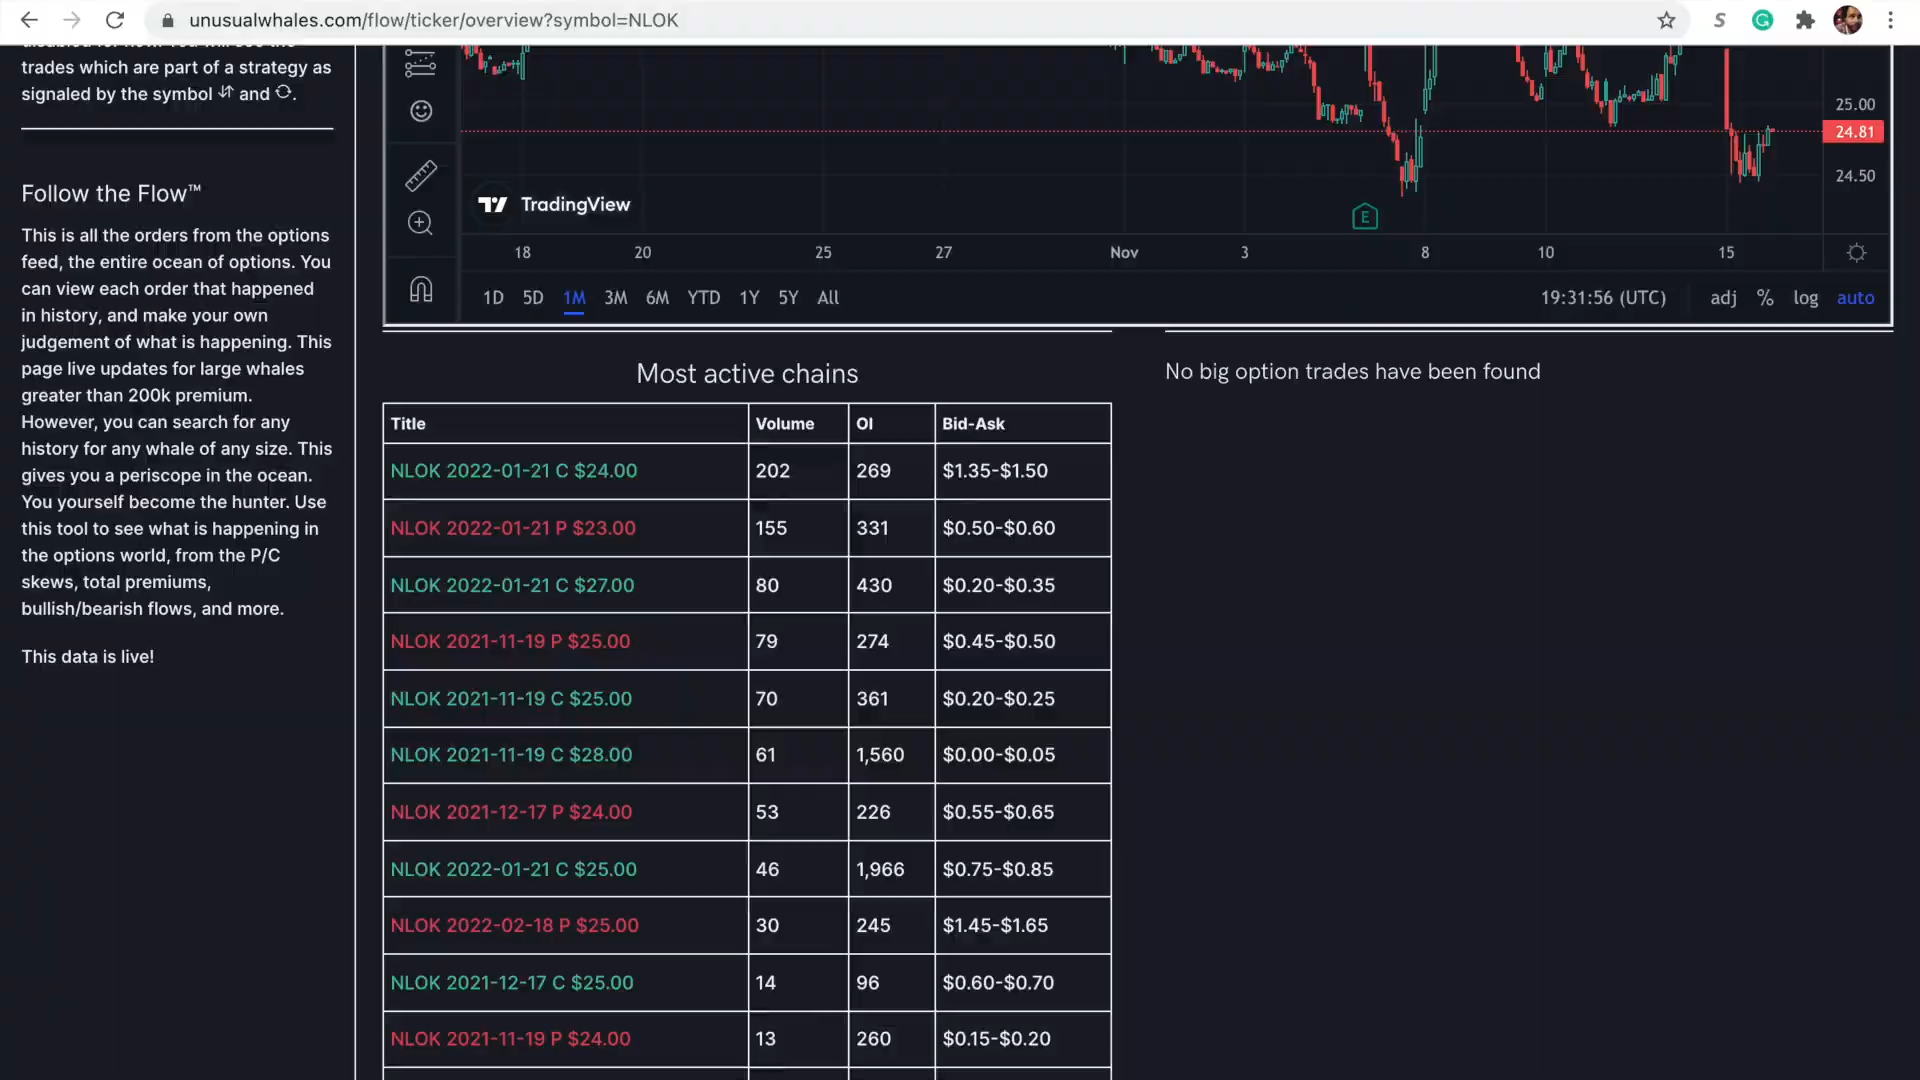 unusualwhales.com/flow/ticker/overview?symbol=NLOK
trades which are part of a strategy as
signaled by the symbol and .
Follow the Flow™
This is all the orders from the options
feed, the entire ocean of options. You
can view each order that happened
in history, and make your own
judgement of what is happening. This
page live updates for large whales
greater than 200k premium.
However, you can search for any
history for any whale of any size. This
gives you a periscope in the ocean.
You yourself become the hunter. Use
this tool to see what is happening in
the options world, from the P/C
skews, total premiums,
bullish/bearish flows, and more.
This data is live!
25.00
24.81
24.50
TradingView
E
18 20 25 27 Nov 3 8 10 15
1D 5D 1M 3M 6M YTD 1Y 5Y All 19:31:56 (UTC) adj % log auto
Most active chains
Title Volume OI Bid-Ask
NLOK 2022-01-21 C $24.00 202 269 $1.35-$1.50
NLOK 2022-01-21 P $23.00 155 331 $0.50-$0.60
NLOK 2022-01-21 C $27.00 80 430 $0.20-$0.35
NLOK 2021-11-19 P $25.00 79 274 $0.45-$0.50
NLOK 2021-11-19 C $25.00 70 361 $0.20-$0.25
NLOK 2021-11-19 C $28.00 61 1,560 $0.00-$0.05
NLOK 2021-12-17 P $24.00 53 226 $0.55-$0.65
NLOK 2022-01-21 C $25.00 46 1,966 $0.75-$0.85
NLOK 2022-02-18 P $25.00 30 245 $1.45-$1.65
NLOK 2021-12-17 C $25.00 14 96 $0.60-$0.70
NLOK 2021-11-19 P $24.00 13 260 $0.15-$0.20
No big option trades have been found